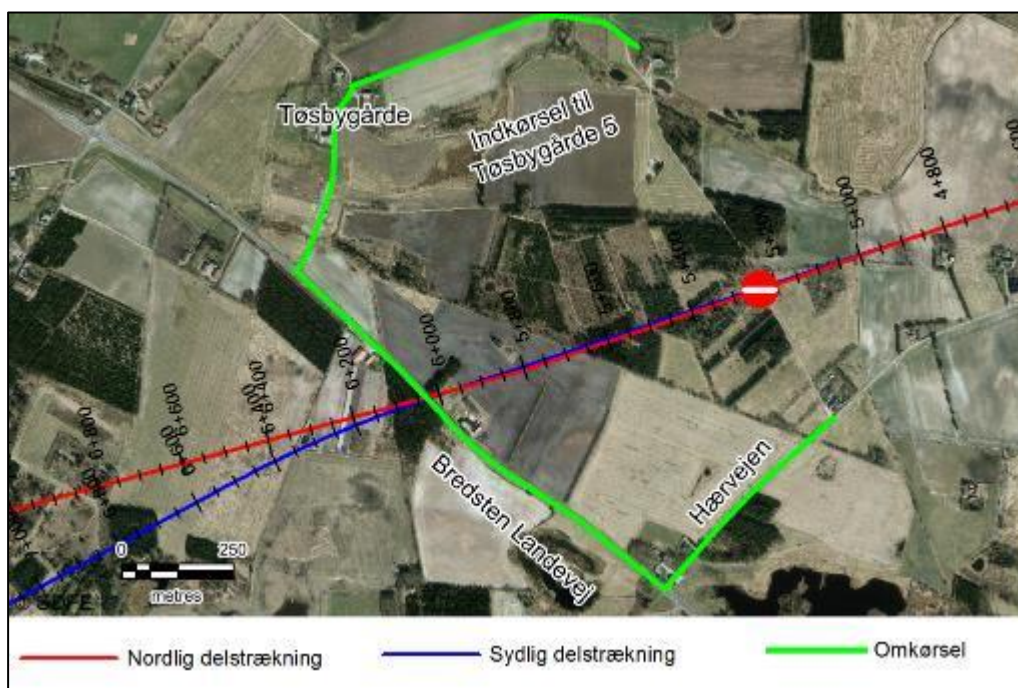 Tøsbygårde
Indkørsel til
Tøsbygårde 5
4+800
5+000
5+400
5+800
6+000
6+200
6+400
6+600
Hærvejen
Bredsten Landevej
0
250
metres
Nordlig delstrækning
Sydlig delstrækning
Omkørsel